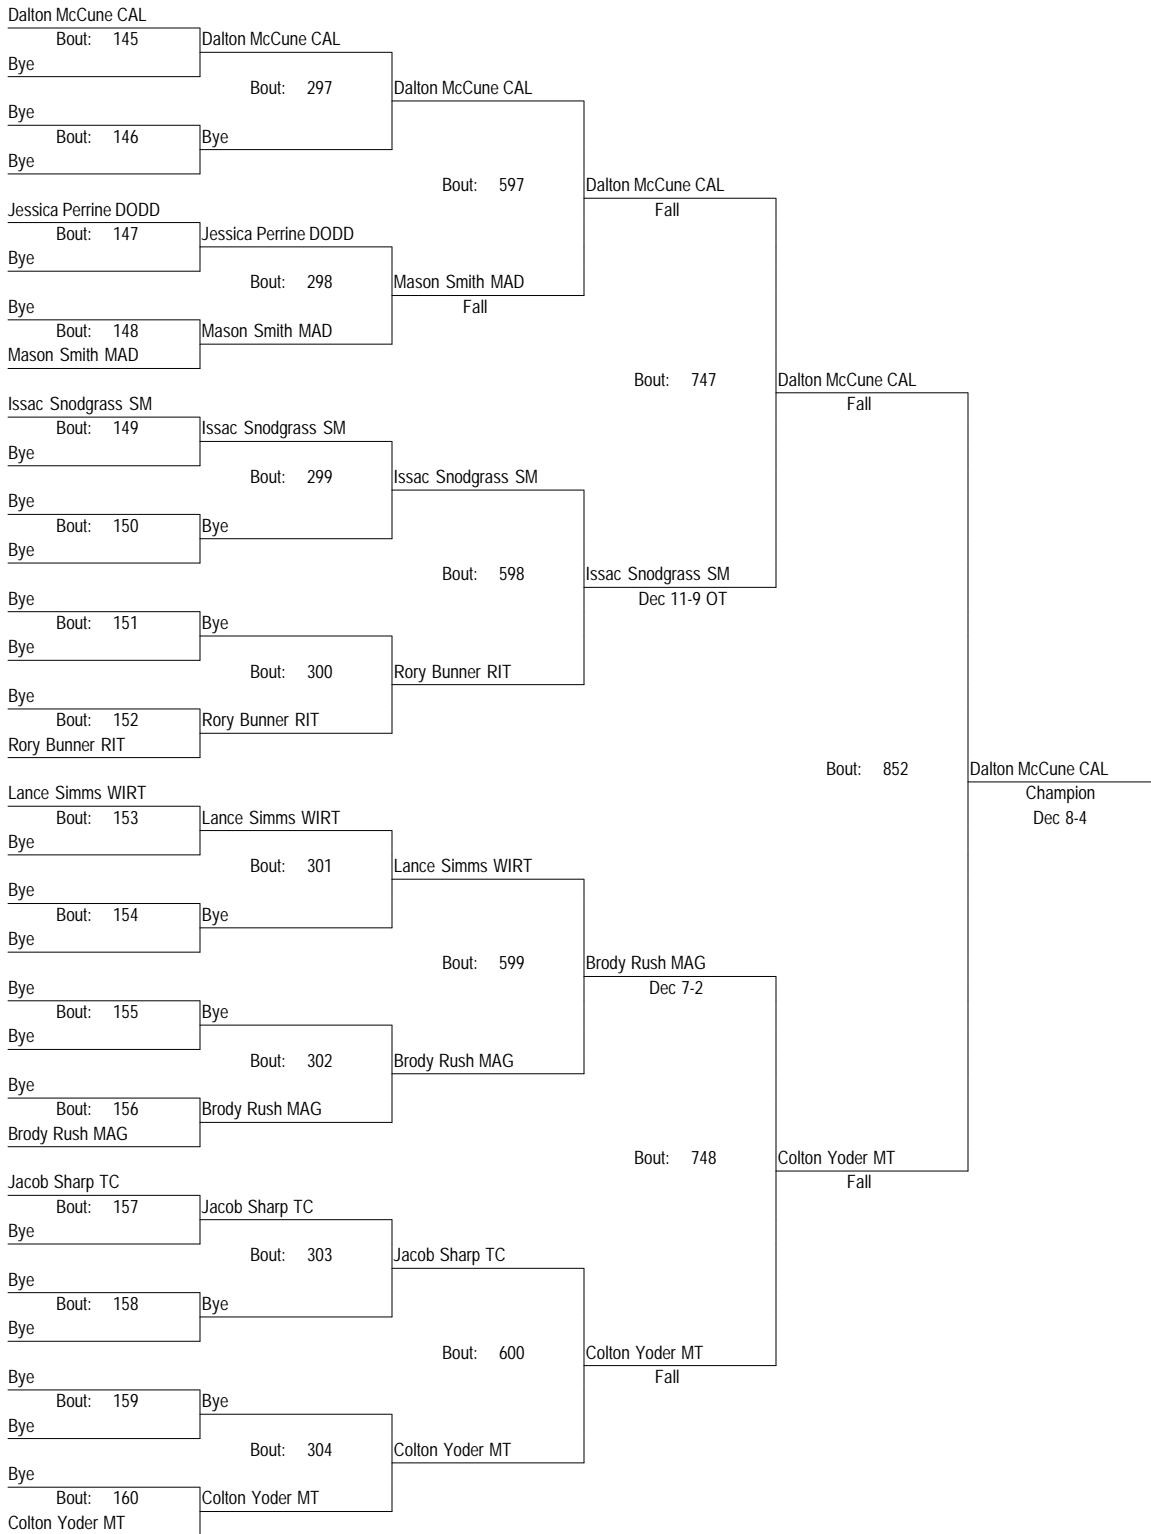 Dalton McCune CAL
Bout: 145 Dalton McCune CAL
Bye
Bout: 297 Dalton McCune CAL
Bye
Bout: 146 Bye
Bye
Bout: 597 Dalton McCune CAL
Fall
Jessica Perrine DODD
Bout: 147 Jessica Perrine DODD
Bye
Bout: 298 Mason Smith MAD
Fall
Bye
Bout: 148 Mason Smith MAD
Mason Smith MAD
Bout: 747 Dalton McCune CAL
Fall
Issac Snodgrass SM
Bout: 149 Issac Snodgrass SM
Bye
Bout: 299 Issac Snodgrass SM
Bye
Bout: 150 Bye
Bye
Bout: 598 Issac Snodgrass SM
Dec 11-9 OT
Bye
Bout: 151 Bye
Bye
Bout: 300 Rory Bunner RIT
Bye
Bout: 152 Rory Bunner RIT
Rory Bunner RIT
Bout: 852 Dalton McCune CAL
Champion
Dec 8-4
Lance Simms WIRT
Bout: 153 Lance Simms WIRT
Bye
Bout: 301 Lance Simms WIRT
Bye
Bout: 154 Bye
Bye
Bout: 599 Brody Rush MAG
Dec 7-2
Bye
Bout: 155 Bye
Bye
Bout: 302 Brody Rush MAG
Bye
Bout: 156 Brody Rush MAG
Brody Rush MAG
Bout: 748 Colton Yoder MT
Fall
Jacob Sharp TC
Bout: 157 Jacob Sharp TC
Bye
Bout: 303 Jacob Sharp TC
Bye
Bout: 158 Bye
Bye
Bout: 600 Colton Yoder MT
Fall
Bye
Bout: 159 Bye
Bye
Bout: 304 Colton Yoder MT
Bye
Bout: 160 Colton Yoder MT
Colton Yoder MT